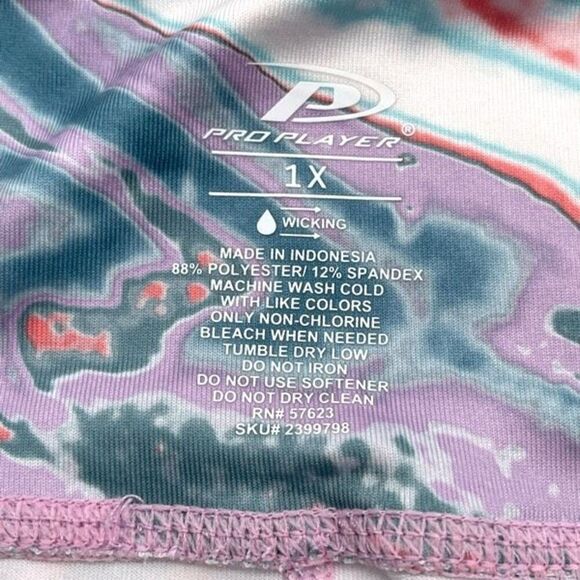 P
PRO PLAYER®
1X
WICKING
MADE IN INDONESIA
88% POLYESTER/ 12% SPANDEX
MACHINE WASH COLD
WITH LIKE COLORS
ONLY NON-CHLORINE
BLEACH WHEN NEEDED
TUMBLE DRY LOW
DO NOT IRON
DO NOT USE SOFTENER
DO NOT DRY CLEAN
RN# 57623
SKU# 2399798